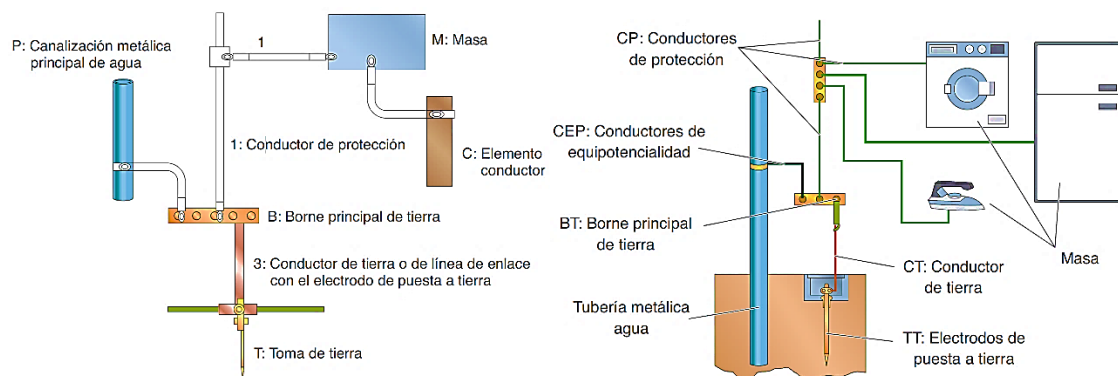 P: Canalización metálica
principal de agua
1
M: Masa
1: Conductor de protección
C: Elemento
conductor
B: Borne principal de tierra
3: Conductor de tierra o de línea de enlace
con el electrodo de puesta a tierra
T: Toma de tierra
CP: Conductores
de protección
CEP: Conductores de
equipotencialidad
BT: Borne principal
de tierra
Masa
CT: Conductor
de tierra
Tubería metálica
agua
TT: Electrodos de
puesta a tierra